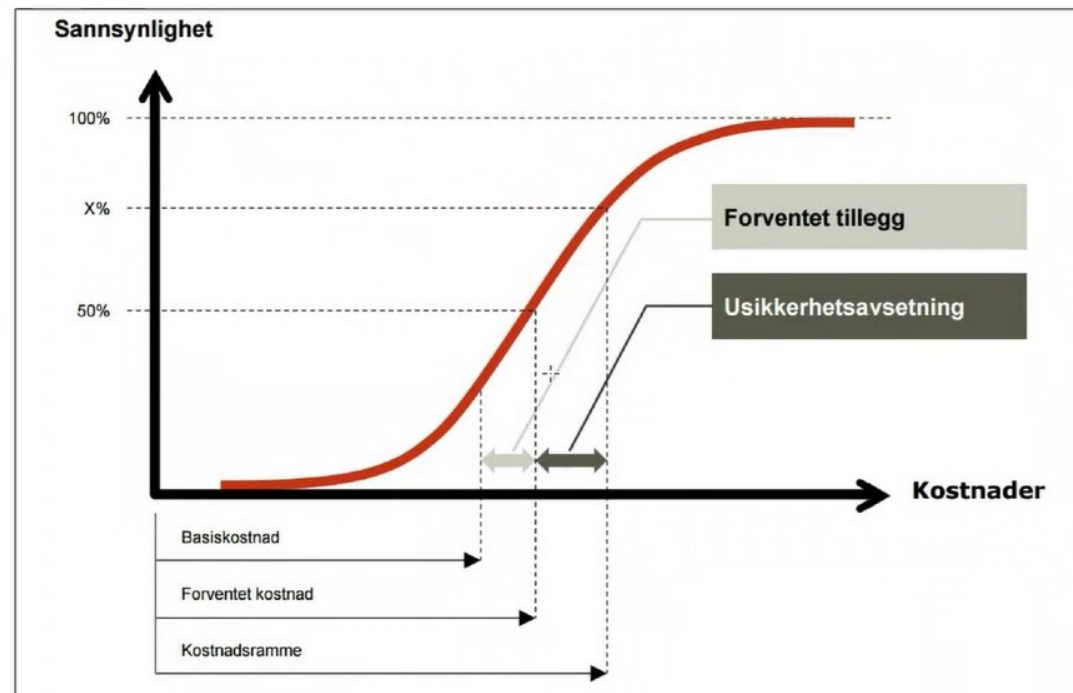 Sannsynlighet
100%
X%
50%
Forventet tillegg
Usikkerhetsavsetning
Kostnader
Basiskostnad
Forventet kostnad
Kostnadsramme